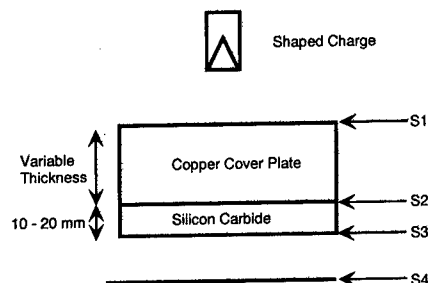 Shaped Charge
S1
Variable
Thickness
Copper Cover Plate
S2
10 - 20 mm
Silicon Carbide
S3
S4